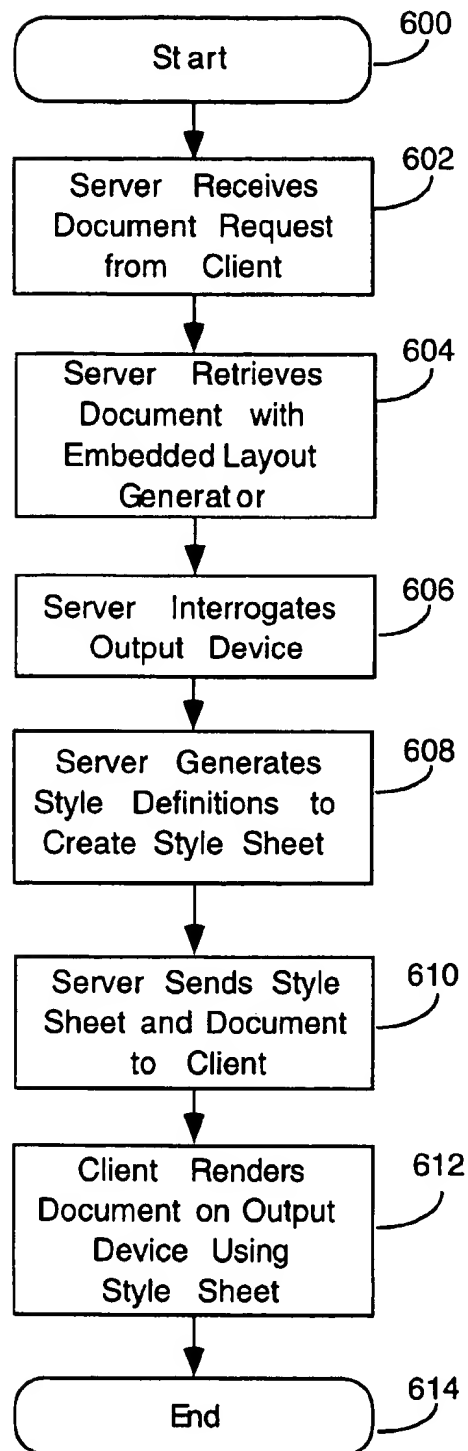 Start
600
602
Server Receives
Document Request
from Client
604
Server Retrieves
Document with
Embedded Layout
Generator
606
Server Interrogates
Output Device
608
Server Generates
Style Definitions to
Create Style Sheet
610
Server Sends Style
Sheet and Document
to Client
612
Client Renders
Document on Output
Device Using
Style Sheet
614
End